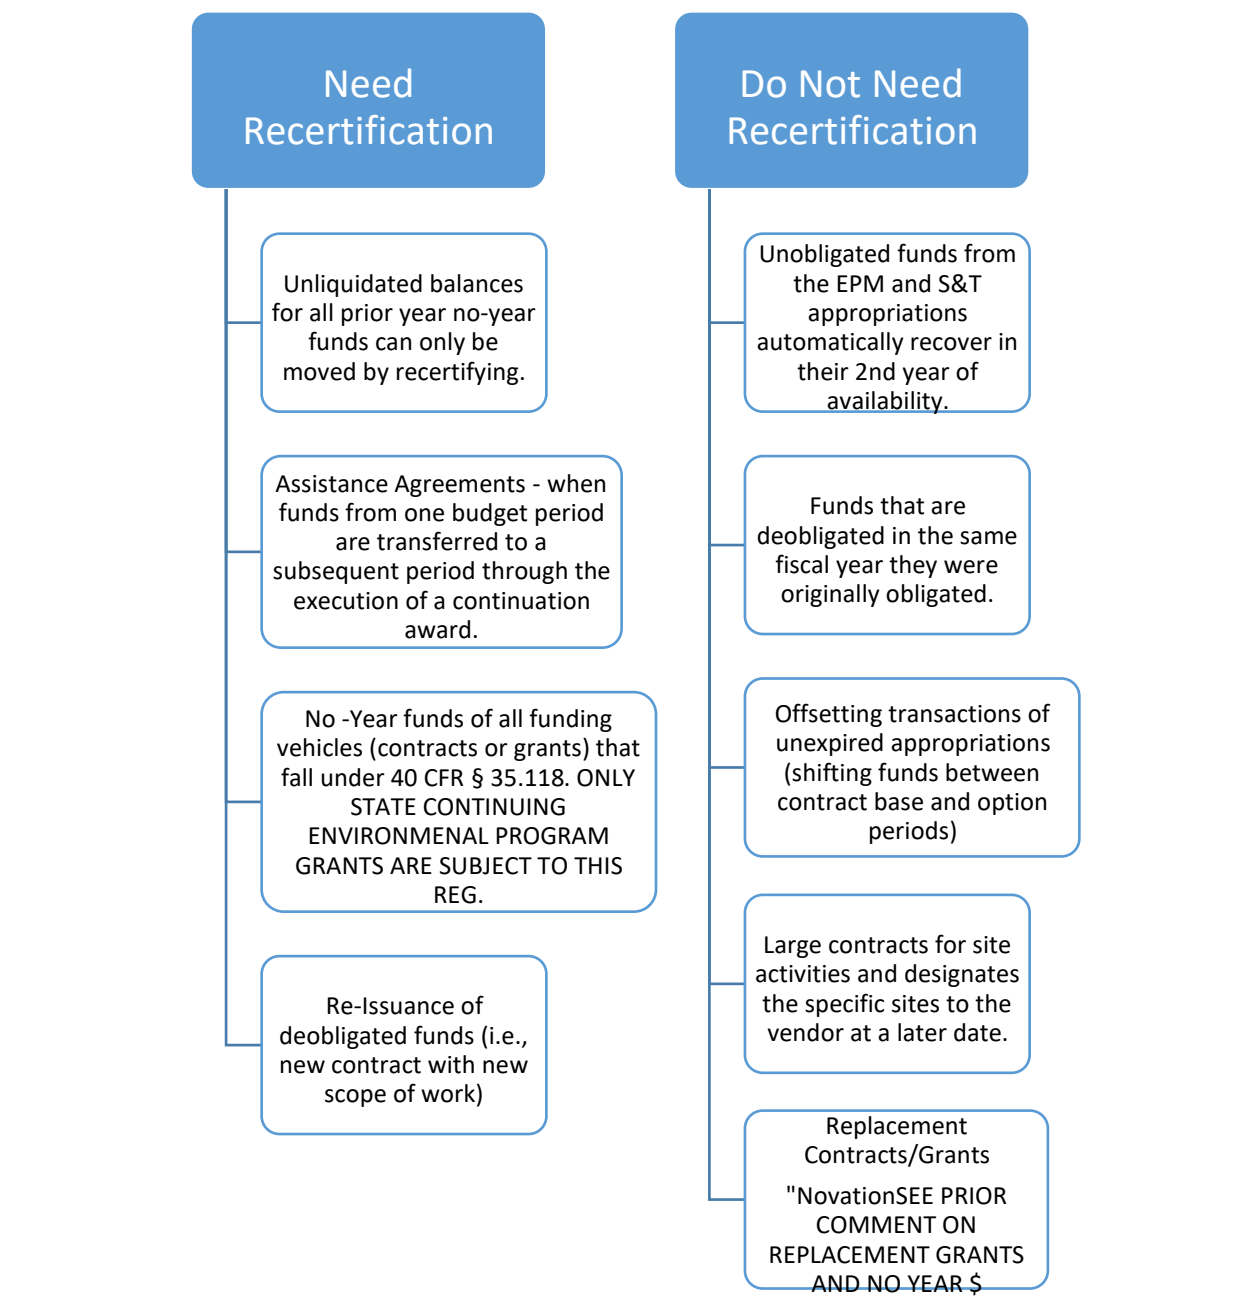 Need
Recertification
Unliquidated balances
for all prior year no-year
funds can only be
moved by recertifying.
Assistance Agreements - when
funds from one budget period
are transferred to a
subsequent period through the
execution of a continuation
award.
No -Year funds of all funding
vehicles (contracts or grants) that
fall under 40 CFR § 35.118. ONLY
STATE CONTINUING
ENVIRONMENAL PROGRAM
GRANTS ARE SUBJECT TO THIS
REG.
Re-Issuance of
deobligated funds (i.e.,
new contract with new
scope of work)
Do Not Need
Recertification
Unobligated funds from
the EPM and S&T
appropriations
automatically recover in
their 2nd year of
availability.
Funds that are
deobligated in the same
fiscal year they were
originally obligated.
Offsetting transactions of
unexpired appropriations
(shifting funds between
contract base and option
periods)
Large contracts for site
activities and designates
the specific sites to the
vendor at a later date.
Replacement
Contracts/Grants
"NovationSEE PRIOR
COMMENT ON
REPLACEMENT GRANTS
AND NO YEAR $